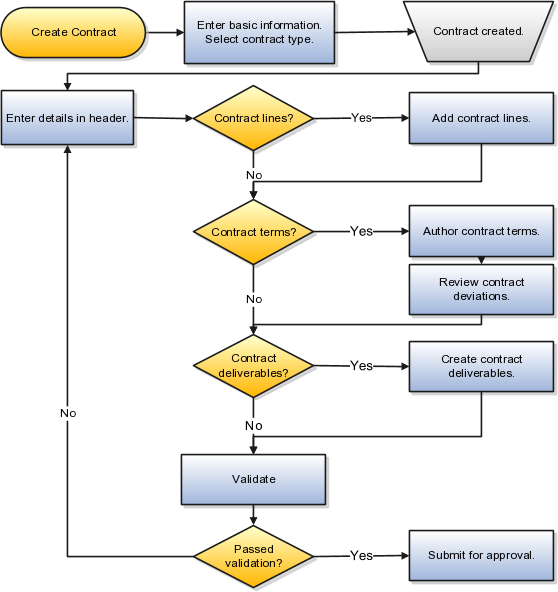 Create Contract
Enter basic information.
Select contract type.
Contract created.
Enter details in header.
Contract lines?
Yes
Add contract lines.
No
Contract terms?
Yes
Author contract terms.
Review contract
deviations.
No
Contract
deliverables?
Yes
Create contract
deliverables.
No
No
Validate
Passed
validation?
Yes
Submit for approval.